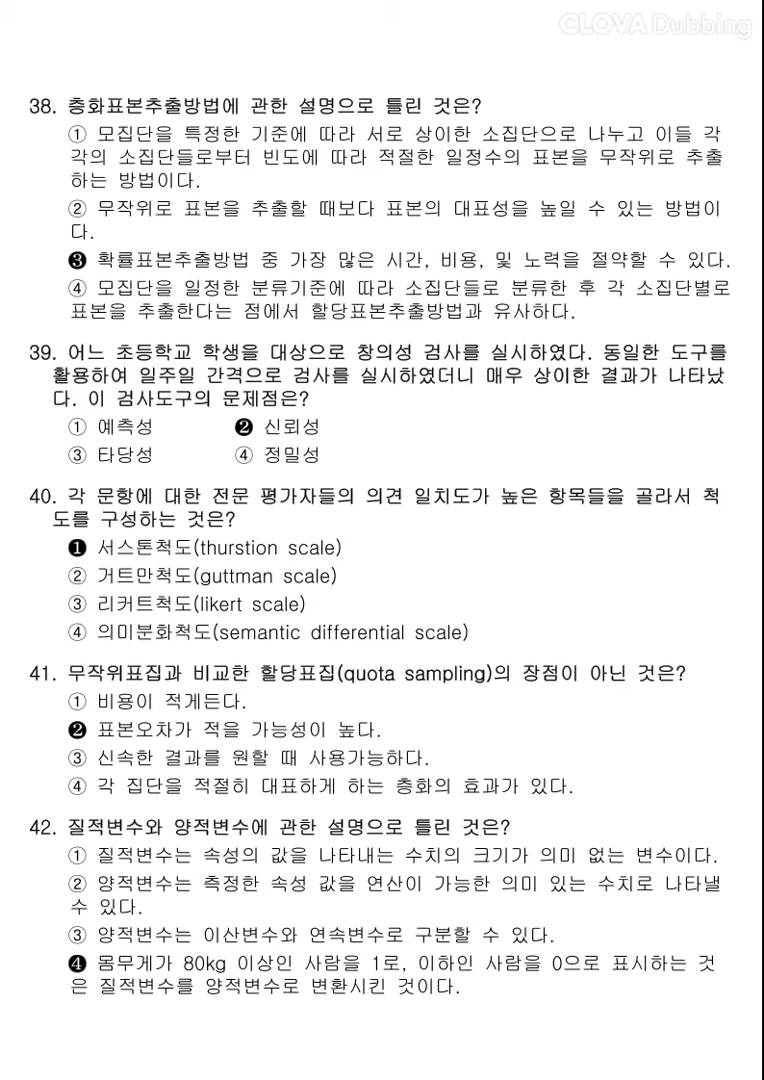 CLOVA Dubbing
38. 층화표본추출방법에 관한 설명으로 틀린 것은?
① 모집단을 특정한 기준에 따라 서로 상이한 소집단으로 나누고 이들 각
각의 소집단들로부터 빈도에 따라 적절한 일정수의 표본을 무작위로 추출
하는 방법이다.
② 무작위로 표본을 추출할 때보다 표본의 대표성을 높일 수 있는 방법이
다.
❸ 확률표본추출방법 중 가장 많은 시간, 비용, 및 노력을 절약할 수 있다.
④ 모집단을 일정한 분류기준에 따라 소집단들로 분류한 후 각 소집단별로
표본을 추출한다는 점에서 할당표본추출방법과 유사하다.
39. 어느 초등학교 학생을 대상으로 창의성 검사를 실시하였다. 동일한 도구를
활용하여 일주일 간격으로 검사를 실시하였더니 매우 상이한 결과가 나타났
다. 이 검사도구의 문제점은?
① 예측성 ❷ 신뢰성
③ 타당성 ④ 정밀성
40. 각 문항에 대한 전문 평가자들의 의견 일치도가 높은 항목들을 골라서 척
도를 구성하는 것은?
❶ 서스톤척도(thurstion scale)
② 거트만척도(guttman scale)
③ 리커트척도(likert scale)
④ 의미분화척도(semantic differential scale)
41. 무작위표집과 비교한 할당표집(quota sampling)의 장점이 아닌 것은?
① 비용이 적게든다.
❷ 표본오차가 적을 가능성이 높다.
③ 신속한 결과를 원할 때 사용가능하다.
④ 각 집단을 적절히 대표하게 하는 층화의 효과가 있다.
42. 질적변수와 양적변수에 관한 설명으로 틀린 것은?
① 질적변수는 속성의 값을 나타내는 수치의 크기가 의미 없는 변수이다.
② 양적변수는 측정한 속성 값을 연산이 가능한 의미 있는 수치로 나타낼
수 있다.
③ 양적변수는 이산변수와 연속변수로 구분할 수 있다.
❹ 몸무게가 80kg 이상인 사람을 1로, 이하인 사람을 0으로 표시하는 것
은 질적변수를 양적변수로 변환시킨 것이다.